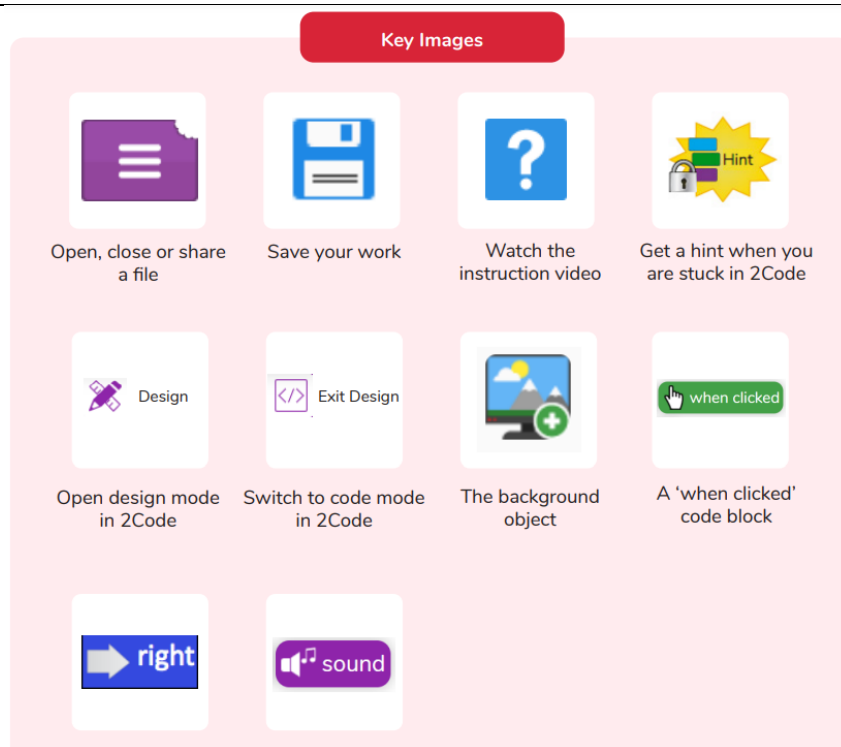 Key Images
Hint
Open, close or share
a file
Save your work
Watch the
instruction video
Get a hint when you
are stuck in 2Code
Design
</> Exit Design
when clicked
Open design mode
in 2Code
Switch to code mode
in 2Code
The background
object
A ‘when clicked’
code block
right
sound